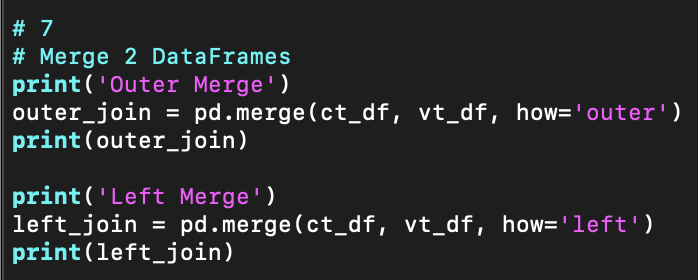 # 7
# Merge 2 DataFrames
print('Outer Merge')
outer_join = pd.merge(ct_df, vt_df, how='outer')
print(outer_join)
print('Left Merge')
left_join = pd.merge(ct_df, vt_df, how='left')
print(left_join)